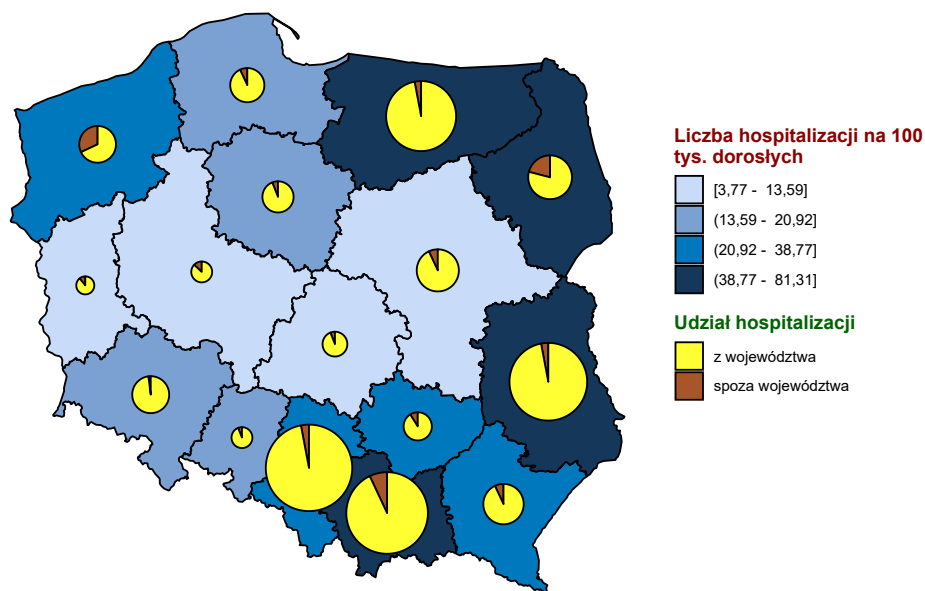 Liczba hospitalizacji na 100
tys. dorosłych
[3,77 - 13,59]
(13,59 - 20,92]
(20,92 - 38,77]
(38,77 - 81,31]
Udział hospitalizacji
z województwa
spoza województwa